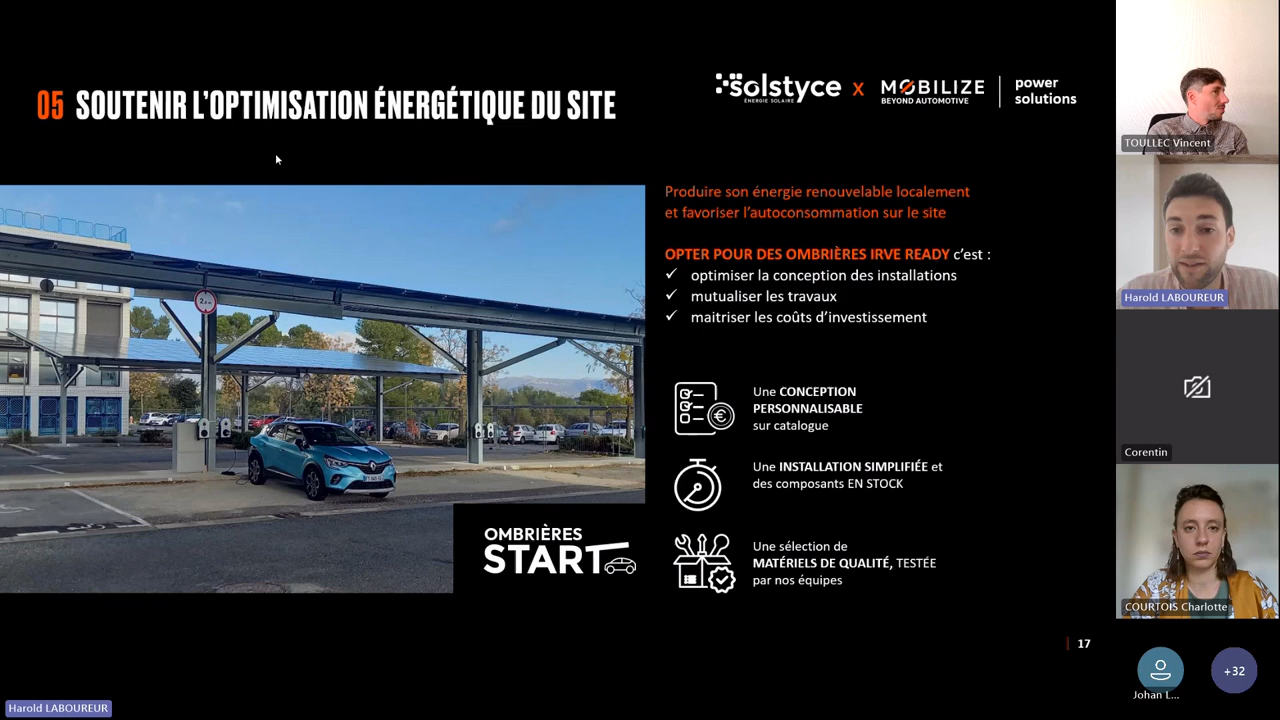 05 SOUTENIR L'OPTIMISATION ÉNERGÉTIQUE DU SITE
solstyce
ÉNERGIE SOLAIRE
X
MOBILIZE
BEYOND AUTOMOTIVE
power
solutions
Produire son énergie renouvelable localement
et favoriser l'autoconsommation sur le site
OPTER POUR DES OMBRIÈRES IRVE READY c'est :
✓ optimiser la conception des installations
✓ mutualiser les travaux
✓ maitriser les coûts d'investissement
Une CONCEPTION
PERSONNALISABLE
sur catalogue
Une INSTALLATION SIMPLIFIÉE et
des composants EN STOCK
Une sélection de
MATÉRIELS DE QUALITÉ, TESTÉE
par nos équipes
OMBRIÈRES
START
17
TOULLEC Vincent
Harold LABOUREUR
Corentin
COURTOIS Charlotte
Johan L...
+32
Harold LABOUREUR